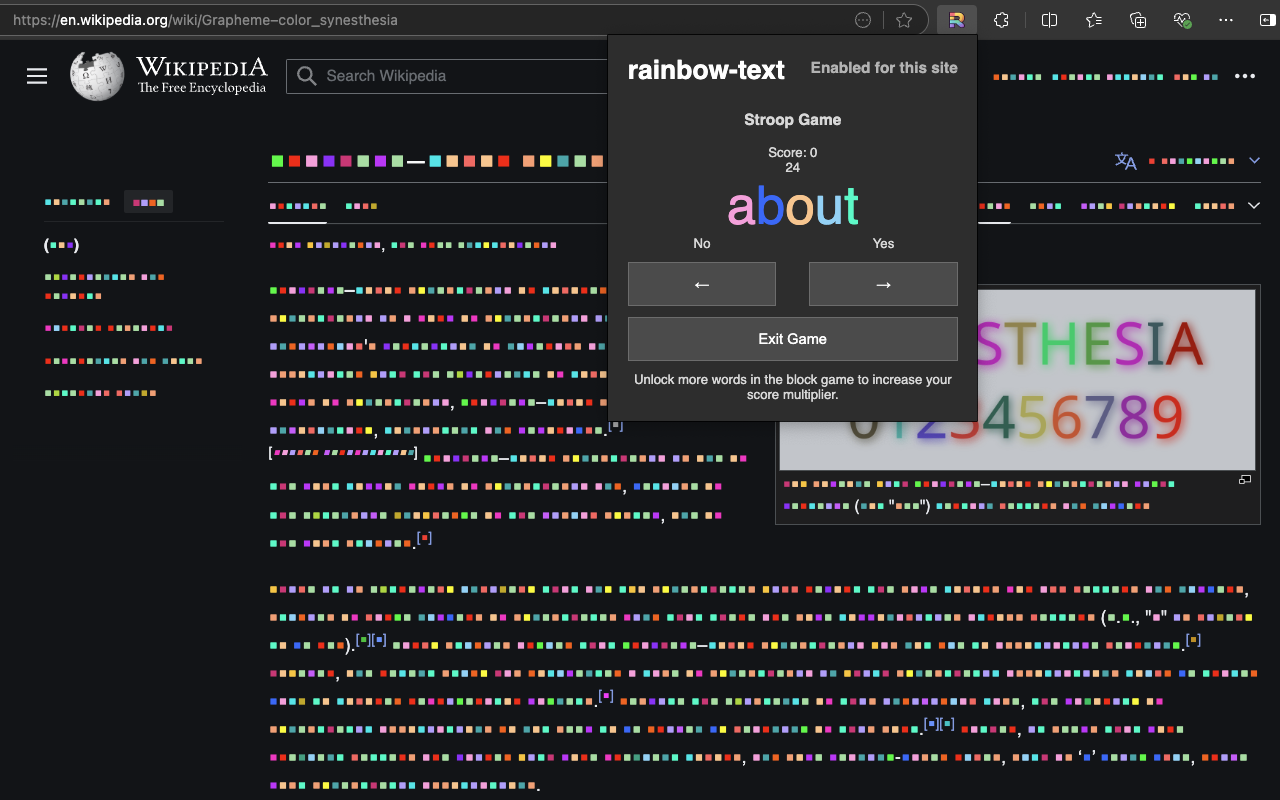 https://en.wikipedia.org/wiki/Grapheme–color_synesthesia
WIKIPEDIA
The Free Encyclopedia
Search Wikipedia
rainbow-text
Enabled for this site
Stroop Game
Score: 0
24
about
No
Yes
←
→
Exit Game
Unlock more words in the block game to increase your
score multiplier.
STHESIA
0123456789